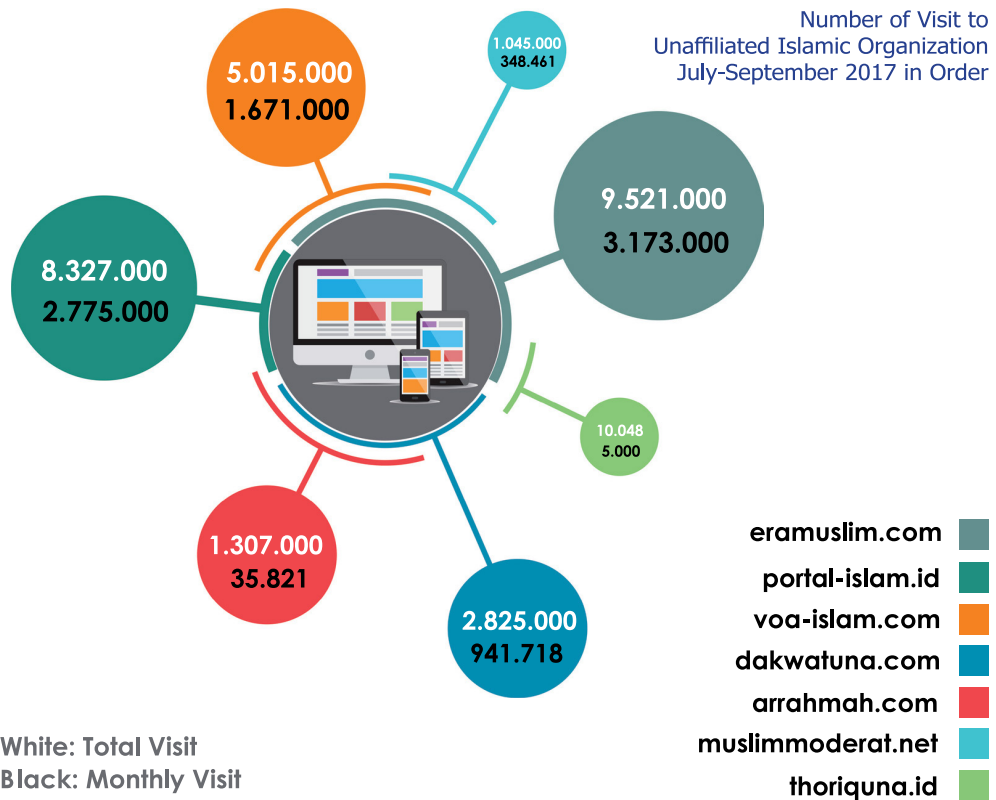 Number of Visit to
Unaffiliated Islamic Organization
July-September 2017 in Order
1.045.000
348.461
5.015.000
1.671.000
9.521.000
3.173.000
8.327.000
2.775.000
10.048
5.000
1.307.000
35.821
2.825.000
941.718
eramuslim.com
portal-islam.id
voa-islam.com
dakwatuna.com
arrahmah.com
muslimmoderat.net
thoriquna.id
White: Total Visit
Black: Monthly Visit